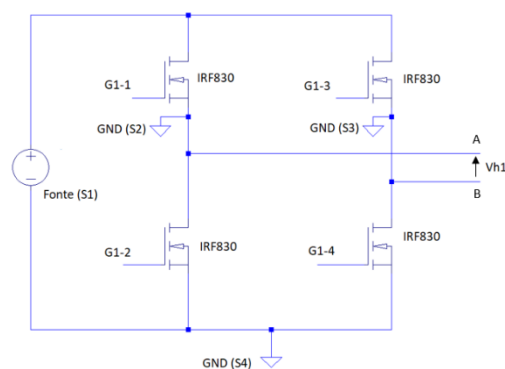 G1-1
IRF830
G1-3
IRF830
GND (S2)
GND (S3)
A
Vh1
B
+
−
Fonte (S1)
G1-2
IRF830
G1-4
IRF830
GND (S4)